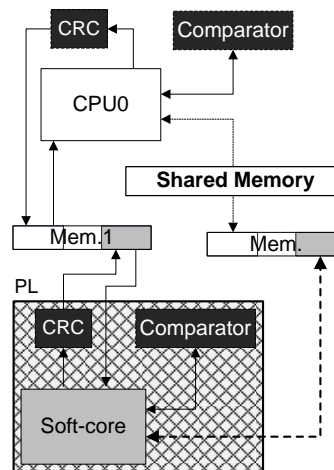 CRC
Comparator
CPU0
Shared Memory
Mem.1
Mem.
PL
CRC
Comparator
Soft-core